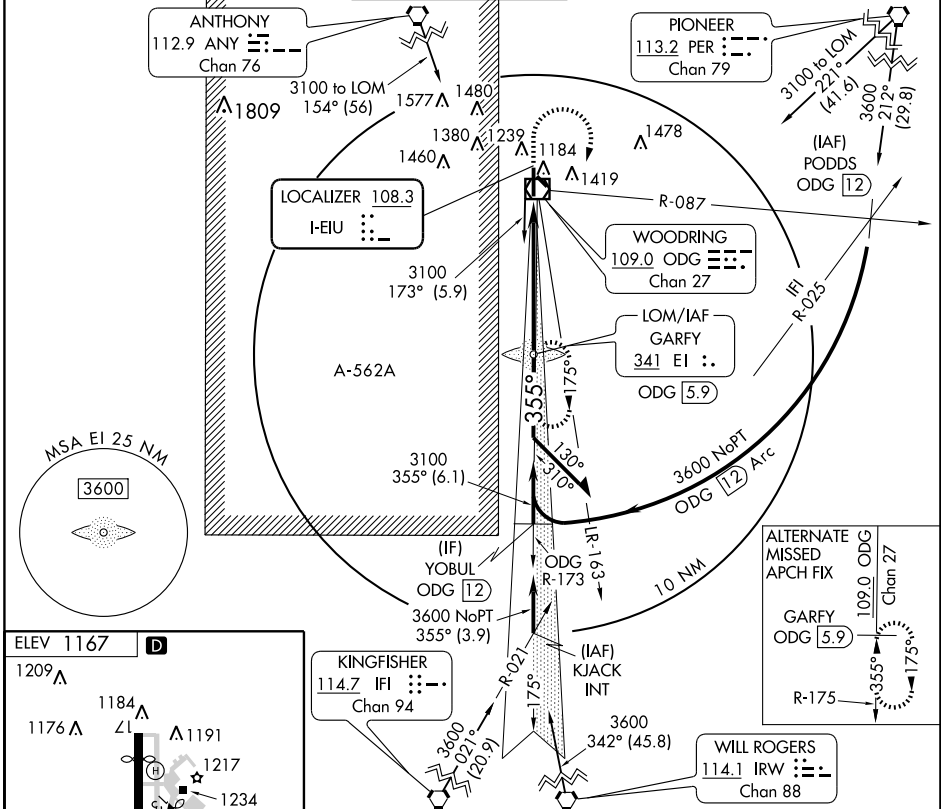 ANTHONY
112.9 ANY
Chan 76
PIONEER
113.2 PER
Chan 79
3100 to LOM
154° (56)
3100 to LOM
221°
(41.6)
3600
212°
(29.8)
1809
1577
1480
1380
1239
1460
1184
1478
1419
(IAF)
PODDS
ODG 12
LOCALIZER 108.3
I-EIU
R-087
WOODRING
109.0 ODG
Chan 27
3100
173° (5.9)
IFI
R-025
LOM/IAF
GARFY
341 EI
ODG 5.9
A-562A
355°
175°
MSA EI 25 NM
3600
130°
310°
3100
355° (6.1)
3600 NoPT
ODG 12 Arc
LR-163
(IF)
YOBUL
ODG 12
ODG
R-173
10 NM
3600 NoPT
355° (3.9)
ALTERNATE
MISSED
APCH FIX
109.0 ODG
Chan 27
GARFY
ODG 5.9
355°
175°
R-175
(IAF)
KJACK
INT
KINGFISHER
114.7 IFI
Chan 94
R-021
175°
3600
021°
(20.9)
3600
342° (45.8)
WILL ROGERS
114.1 IRW
Chan 88
ELEV 1167
D
1209
1184
1176
17
1191
H
1217
1234